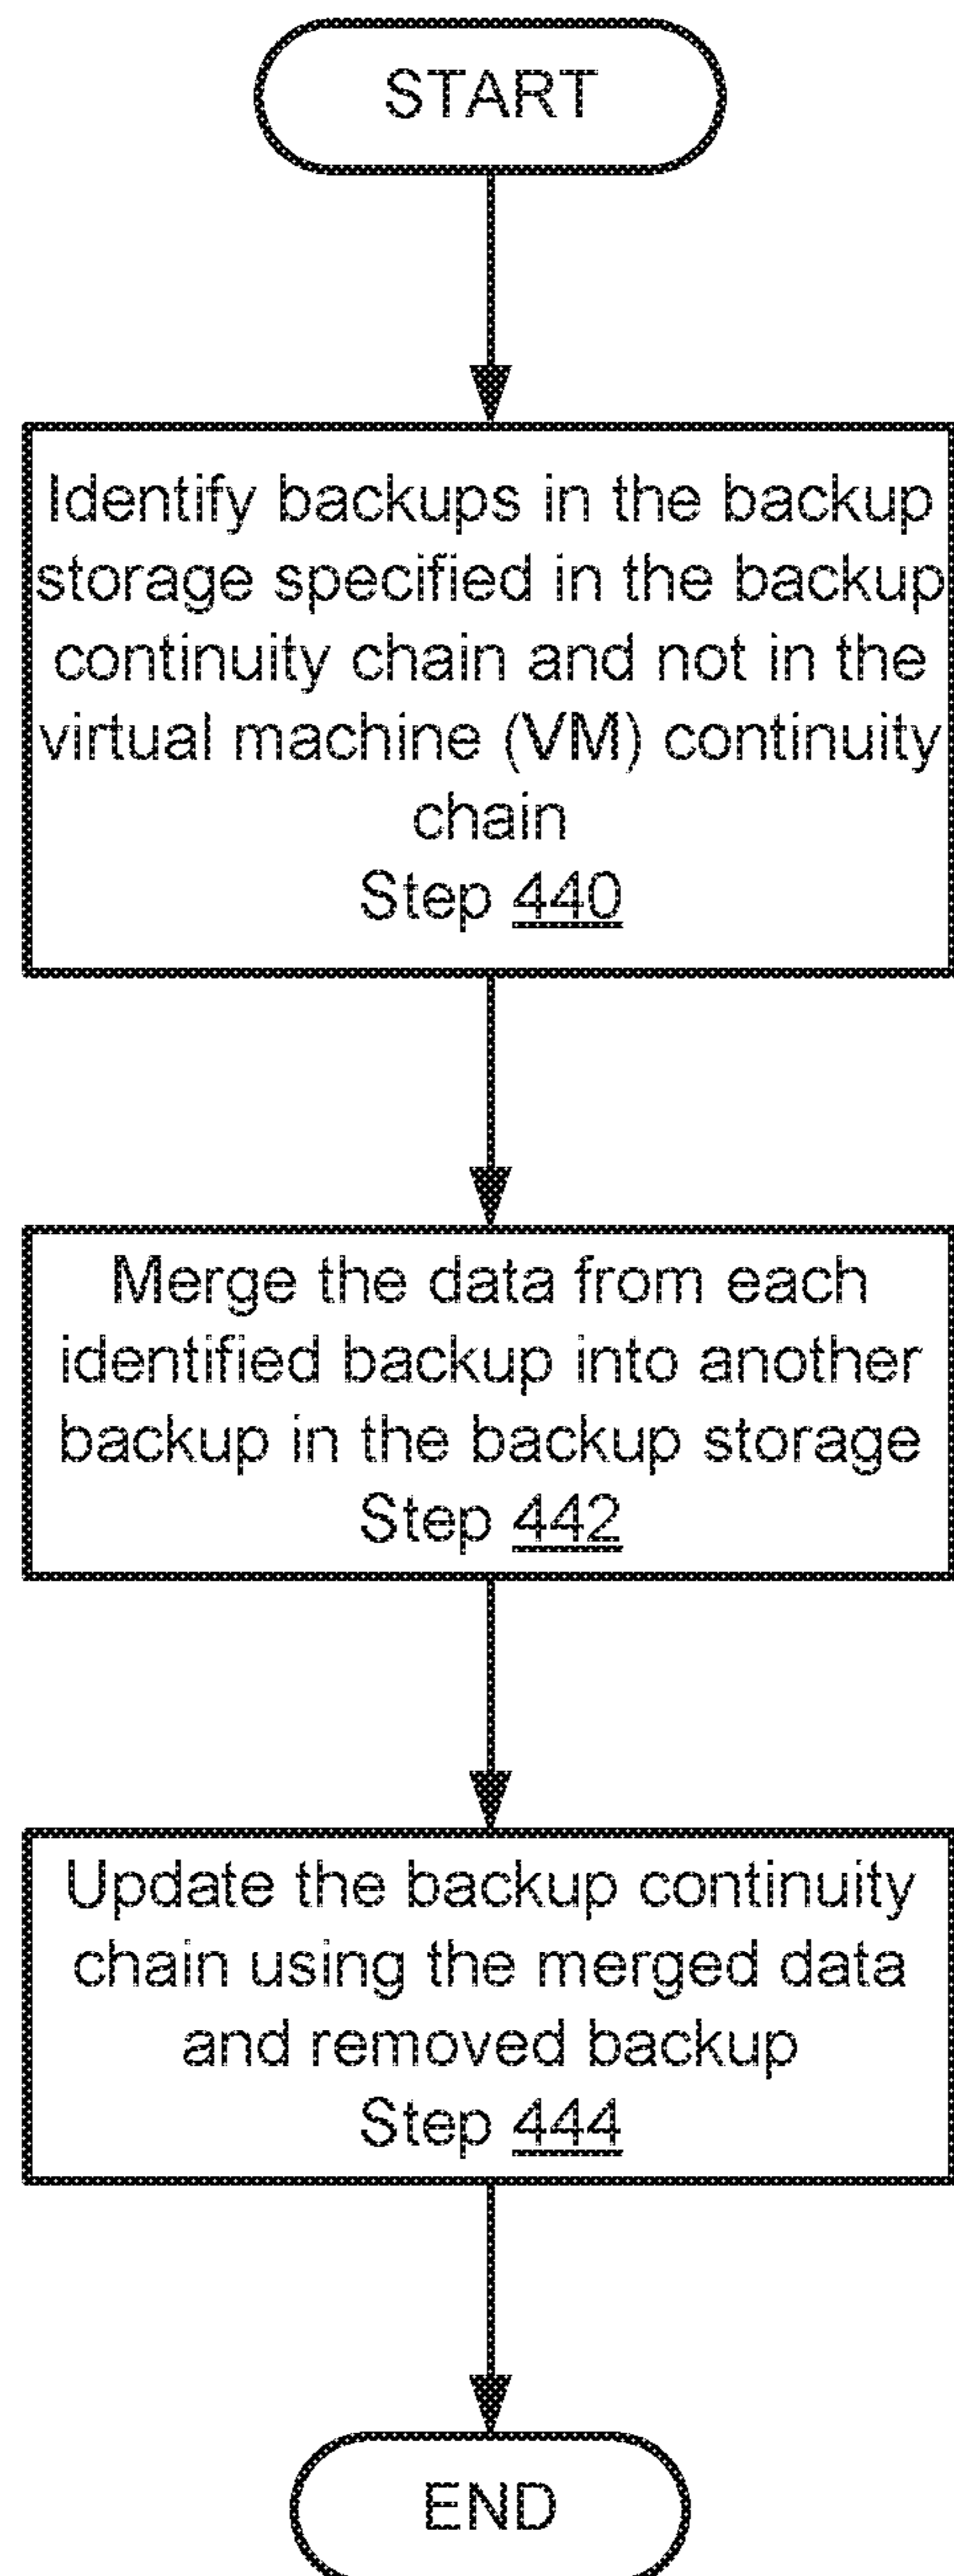 START
Identify backups in the backup
storage specified in the backup
continuity chain and not in the
virtual machine (VM) continuity
chain
Step 440
Merge the data from each
identified backup into another
backup in the backup storage
Step 442
Update the backup continuity
chain using the merged data
and removed backup
Step 444
END